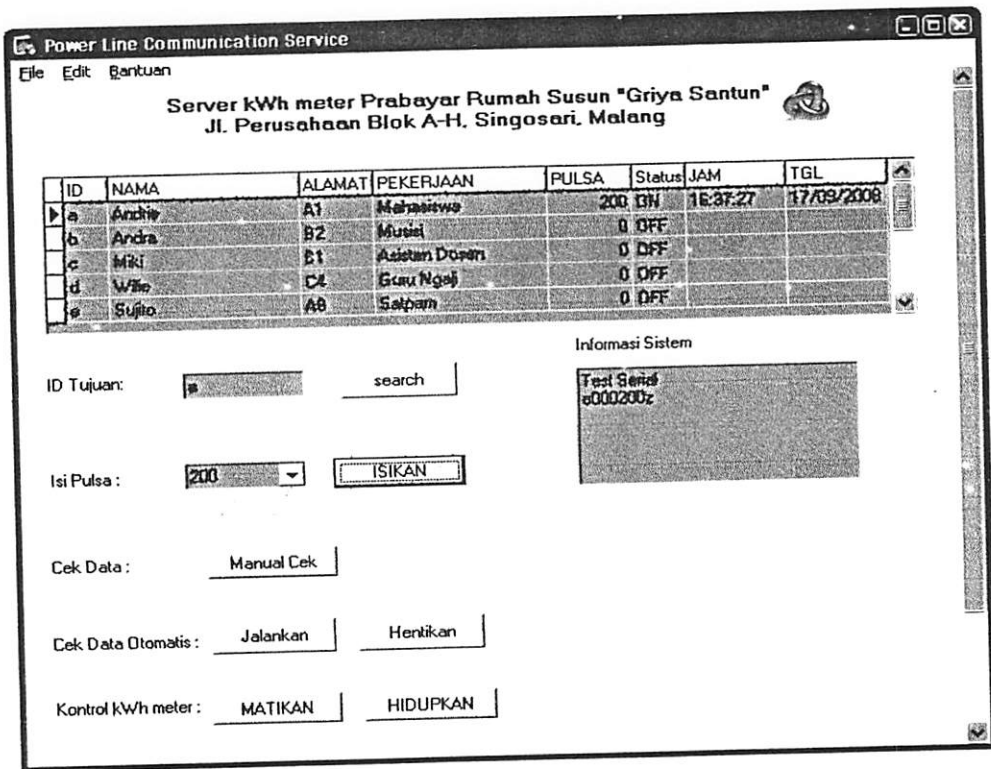 Power Line Communication Service
File Edit Bantuan
Server kWh meter Prabayar Rumah Susun "Griya Santun"
Jl. Perusahaan Blok A-H, Singosari, Malang
ID NAMA ALAMAT PEKERJAAN PULSA Status JAM TGL
a Andrie A1 Mahasiswa 200 ON 16:37:27 17/09/2008
b Andra B2 Musisi 0 OFF
c Miki Asisten Dosen 0 OFF
d Willie C4 Guru Ngaji 0 OFF
e Sujito Satpam 0 OFF
Informasi Sistem
ID Tujuan: a search
Test Serial
a000200z
Isi Pulsa : 200 ISIKAN
Cek Data : Manual Cek
Cek Data Otomatis : Jalankan Hentikan
Kontrol kWh meter : MATIKAN HIDUPKAN